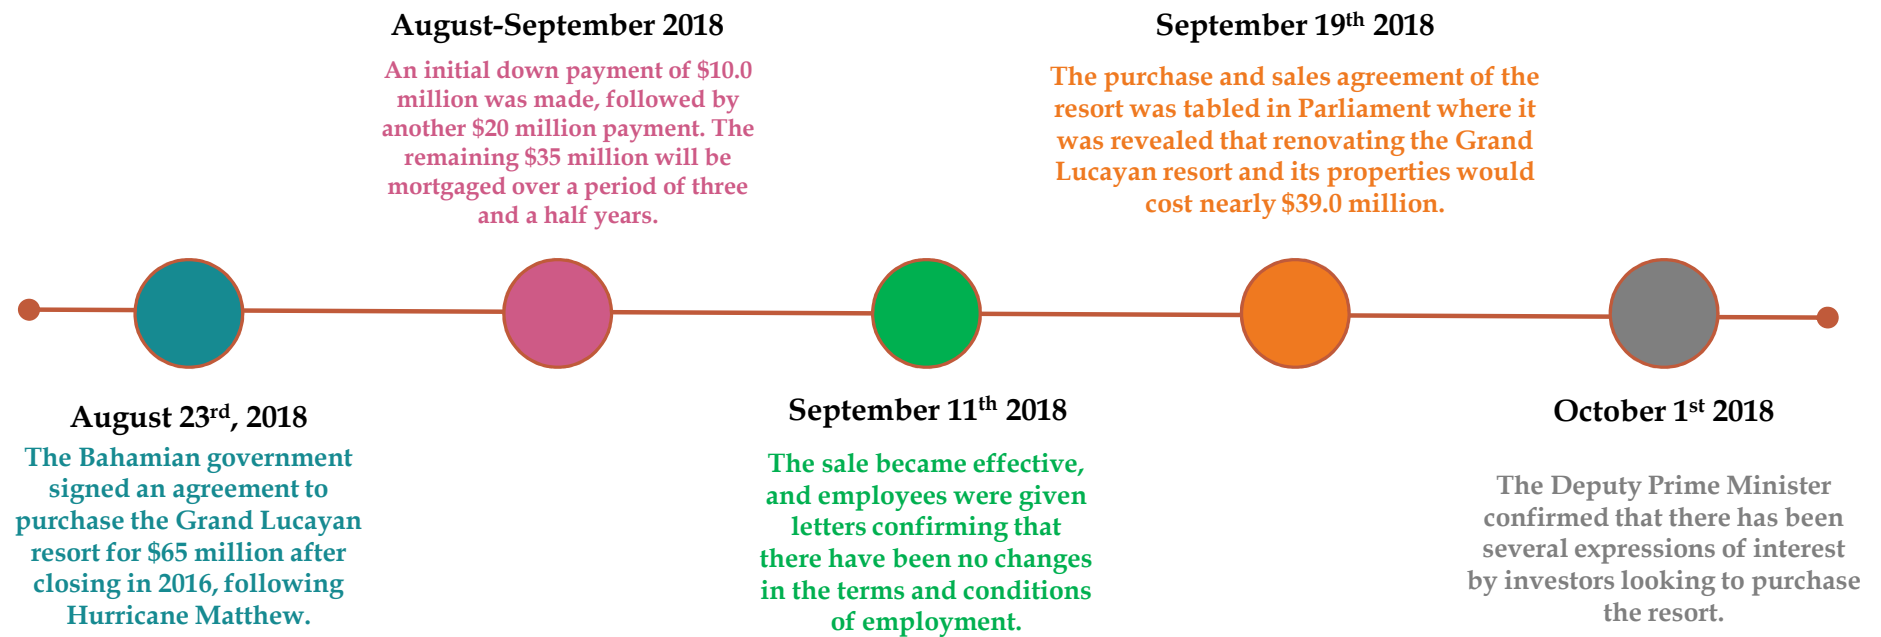 August-September 2018
An initial down payment of $10.0
million was made, followed by
another $20 million payment. The
remaining $35 million will be
mortgaged over a period of three
and a half years.
September 19th 2018
The purchase and sales agreement of the
resort was tabled in Parliament where it
was revealed that renovating the Grand
Lucayan resort and its properties would
cost nearly $39.0 million.
August 23rd, 2018
The Bahamian government
signed an agreement to
purchase the Grand Lucayan
resort for $65 million after
closing in 2016, following
Hurricane Matthew.
September 11th 2018
The sale became effective,
and employees were given
letters confirming that
there have been no changes
in the terms and conditions
of employment.
October 1st 2018
The Deputy Prime Minister
confirmed that there has been
several expressions of interest
by investors looking to purchase
the resort.